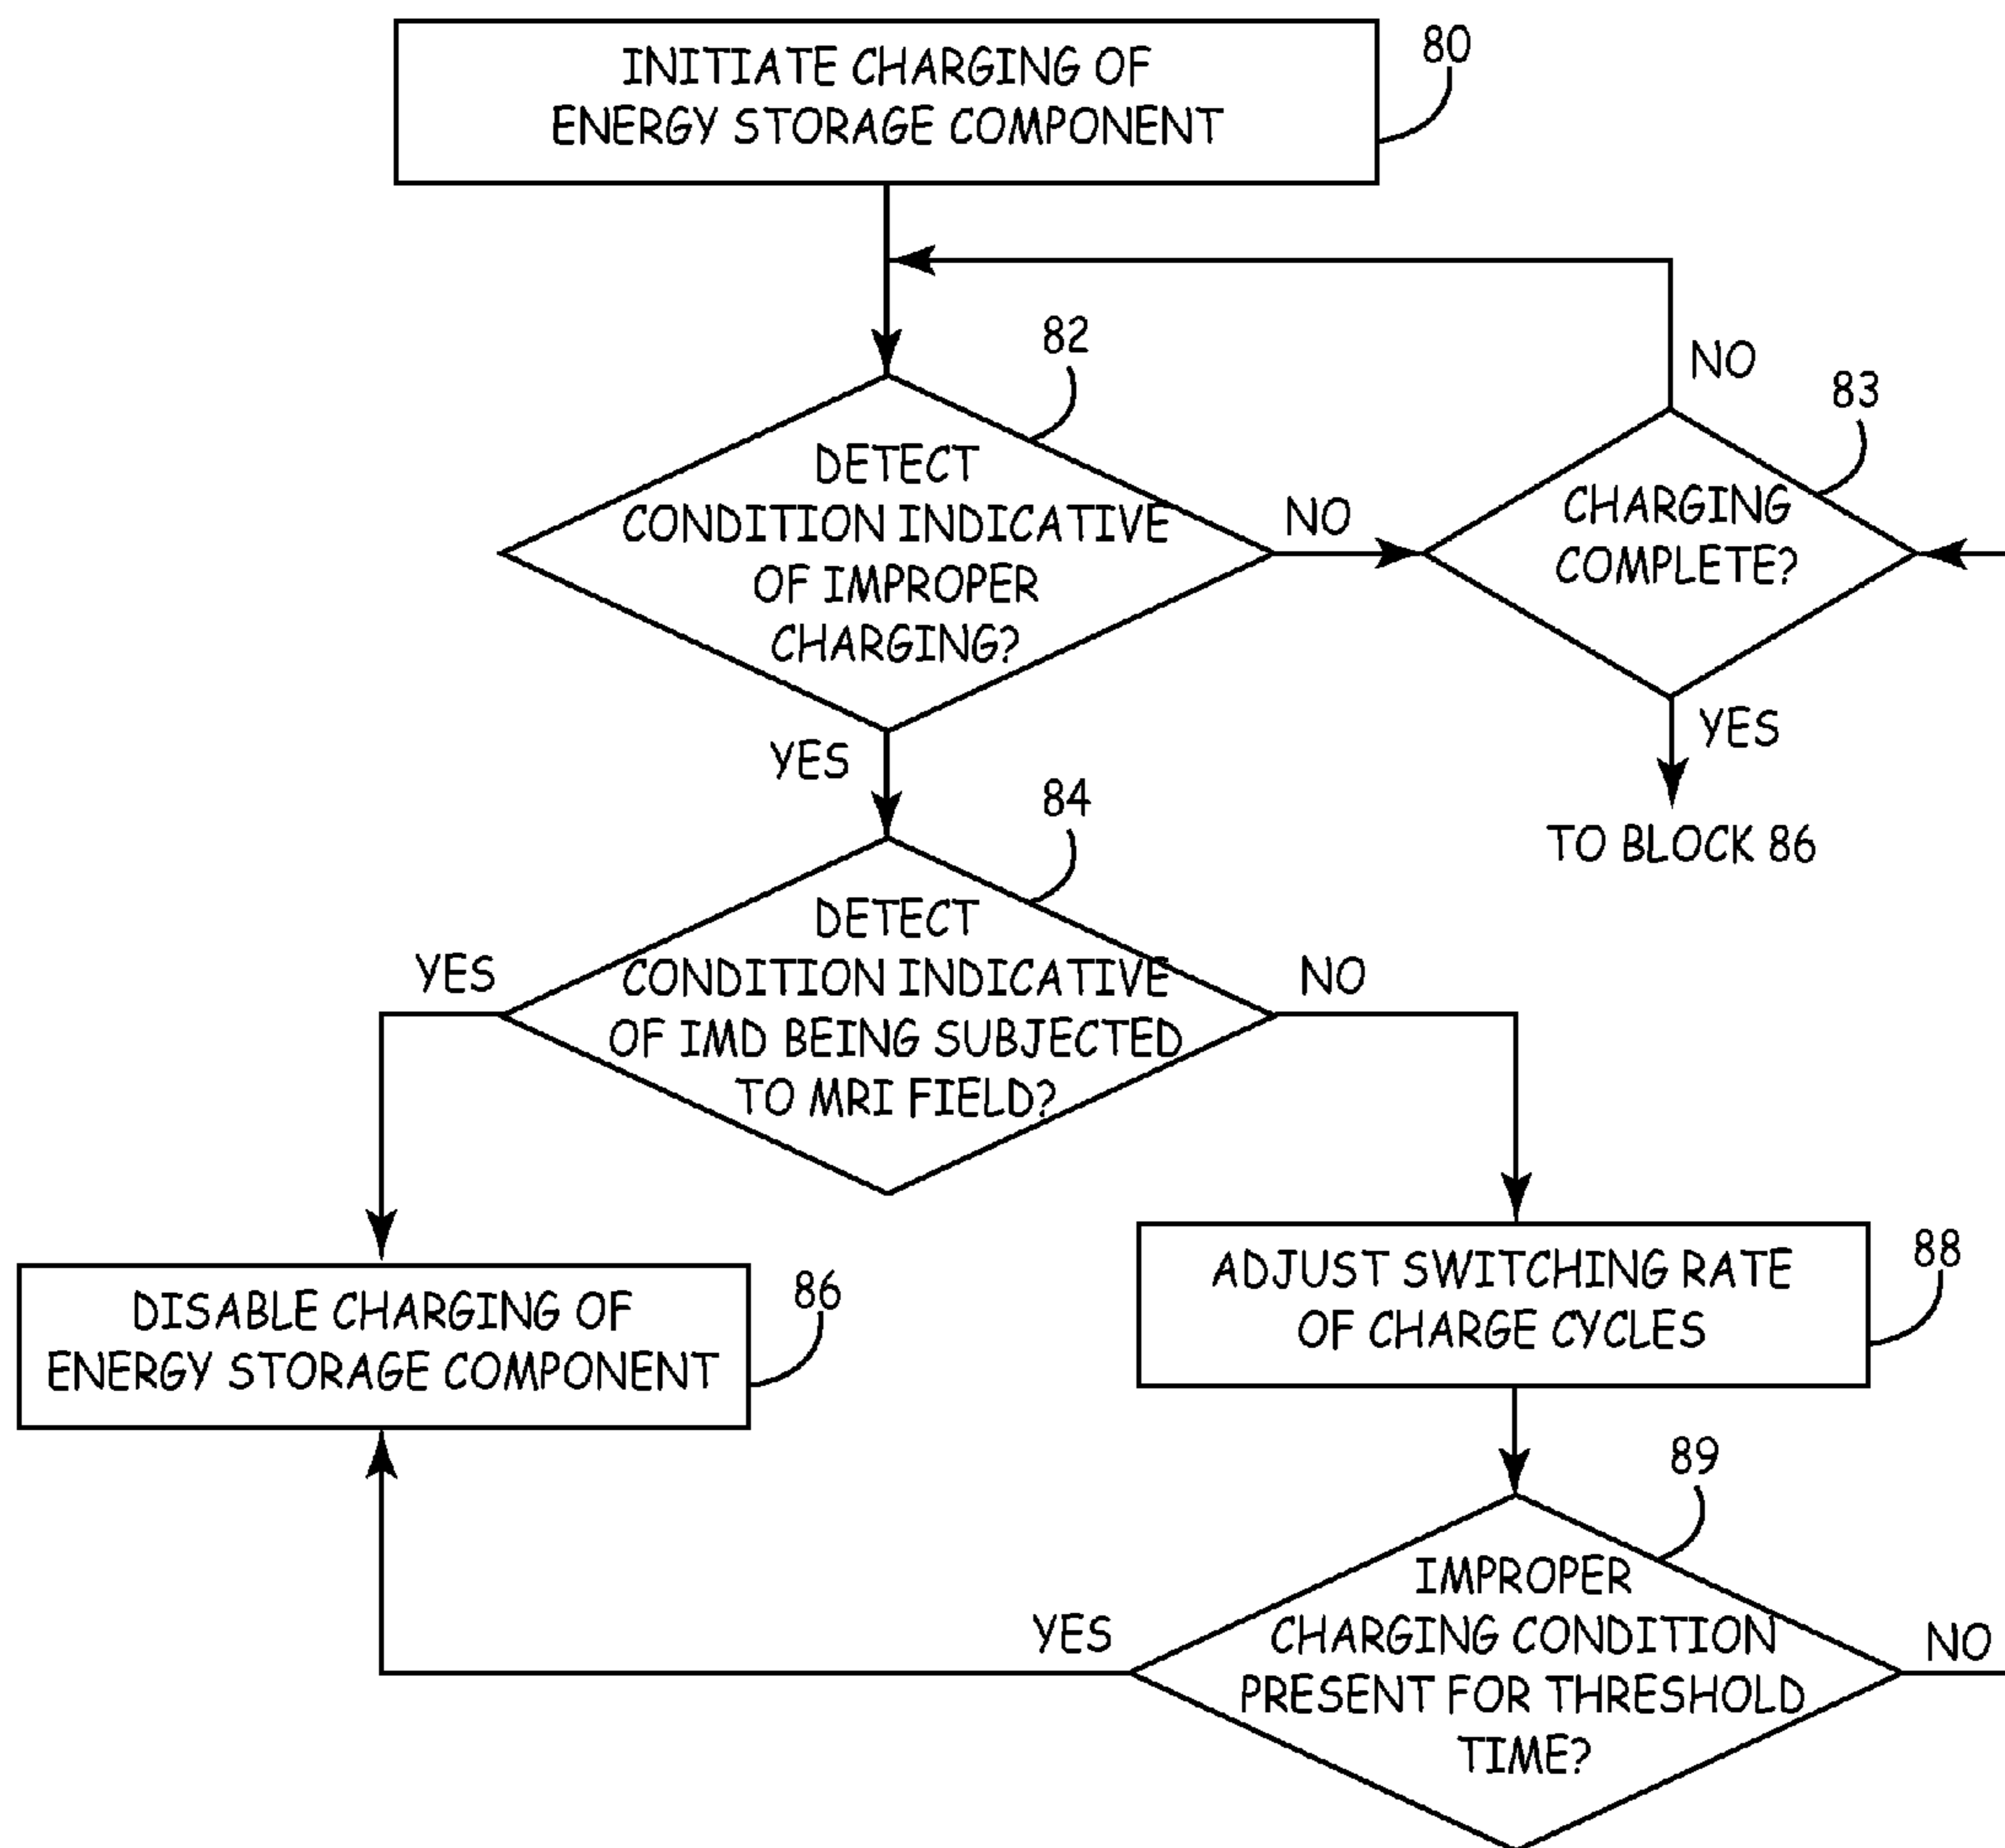 INITIATE CHARGING OF
ENERGY STORAGE COMPONENT
80
82
DETECT
CONDITION INDICATIVE
OF IMPROPER
CHARGING?
NO
NO
83
CHARGING
COMPLETE?
YES
TO BLOCK 86
YES
84
DETECT
CONDITION INDICATIVE
OF IMD BEING SUBJECTED
TO MRI FIELD?
YES
NO
DISABLE CHARGING OF
ENERGY STORAGE COMPONENT
86
ADJUST SWITCHING RATE
OF CHARGE CYCLES
88
89
IMPROPER
CHARGING CONDITION
PRESENT FOR THRESHOLD
TIME?
YES
NO